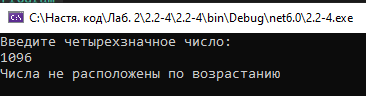 C:\Настя. код\Лаб. 2\2.2-4\2.2-4\bin\Debug\net6.0\2.2-4.exe
Введите четырехзначное число:
1096
Числа не расположены по возрастанию